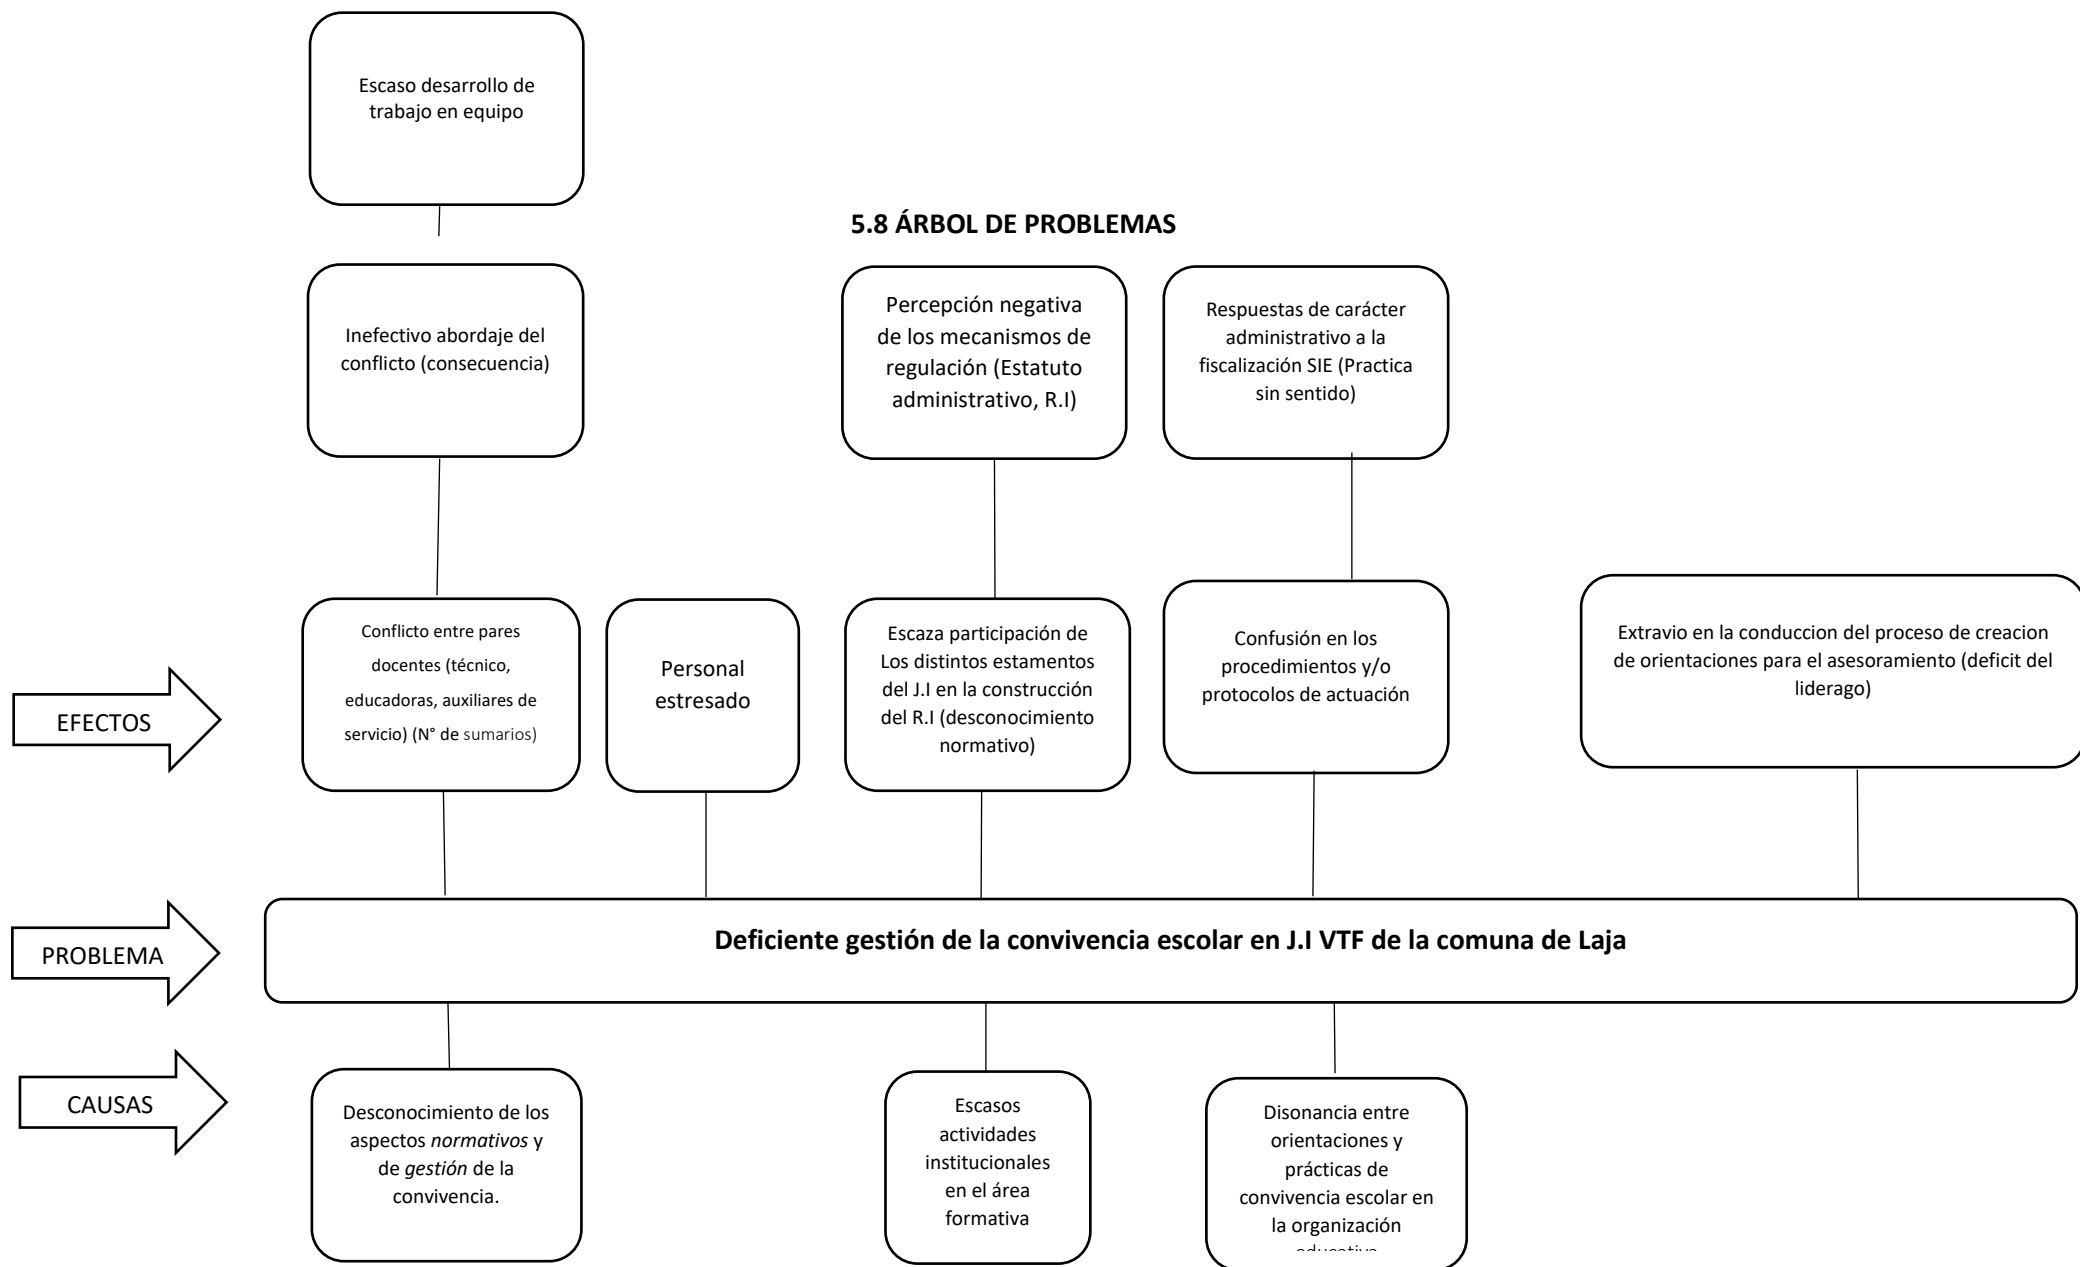 Escaso desarrollo de
trabajo en equipo
5.8 ÁRBOL DE PROBLEMAS
Inefectivo abordaje del
conflicto (consecuencia)
Percepción negativa
de los mecanismos de
regulación (Estatuto
administrativo, R.I)
Respuestas de carácter
administrativo a la
fiscalización SIE (Practica
sin sentido)
EFECTOS
Conflicto entre pares
docentes (técnico,
educadoras, auxiliares de
servicio) (N° de sumarios)
Personal
estresado
Escaza participación de
Los distintos estamentos
del J.I en la construcción
del R.I (desconocimiento
normativo)
Confusión en los
procedimientos y/o
protocolos de actuación
Extravio en la conduccion del proceso de creacion
de orientaciones para el asesoramiento (deficit del
liderago)
PROBLEMA
Deficiente gestión de la convivencia escolar en J.I VTF de la comuna de Laja
CAUSAS
Desconocimiento de los
aspectos normativos y
de gestión de la
convivencia.
Escasos
actividades
institucionales
en el área
formativa
Disonancia entre
orientaciones y
prácticas de
convivencia escolar en
la organización